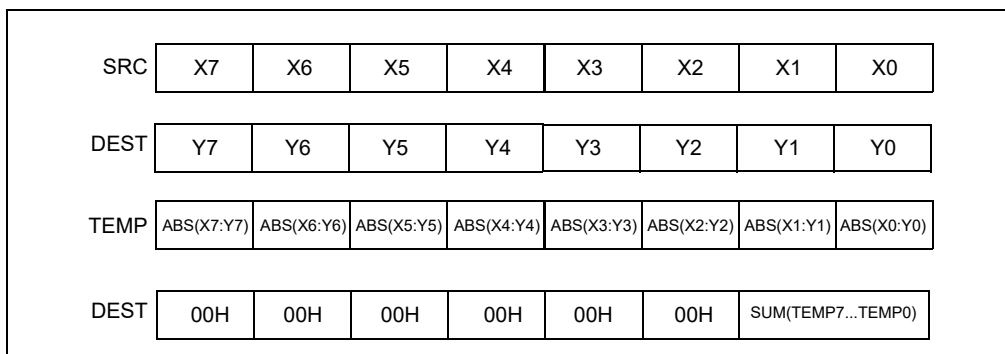 SRC X7 X6 X5 X4 X3 X2 X1 X0
DEST Y7 Y6 Y5 Y4 Y3 Y2 Y1 Y0
TEMP ABS(X7:Y7) ABS(X6:Y6) ABS(X5:Y5) ABS(X4:Y4) ABS(X3:Y3) ABS(X2:Y2) ABS(X1:Y1) ABS(X0:Y0)
DEST 00H 00H 00H 00H 00H 00H SUM(TEMP7...TEMP0)